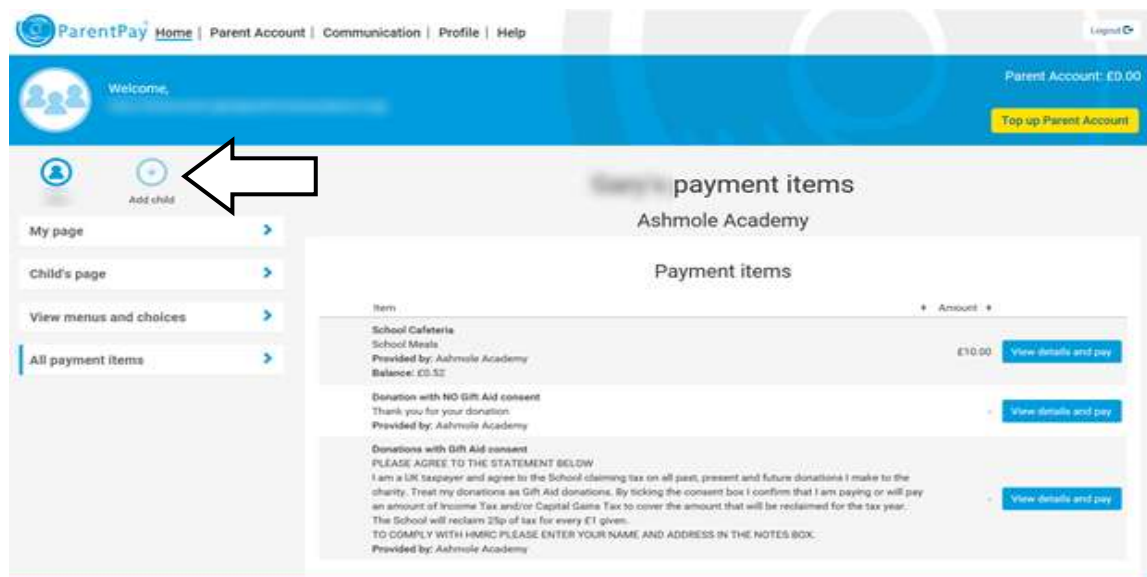 ParentPay Home | Parent Account | Communication | Profile | Help
Logout
Welcome,
Parent Account: £0.00
Top up Parent Account
Add child
My page
Child's page
View menus and choices
All payment items
payment items
Ashmole Academy
Payment items
Item Amount
School Cafeteria
School Meals
Provided by: Ashmole Academy
Balance: £0.52
£10.00 View details and pay
Donation with NO Gift Aid consent
Thank you for your donation
Provided by: Ashmole Academy
- View details and pay
Donations with Gift Aid consent
PLEASE AGREE TO THE STATEMENT BELOW
I am a UK taxpayer and agree to the School claiming tax on all past, present and future donations I make to the
charity. Treat my donations as Gift Aid donations. By ticking the consent box I confirm that I am paying or will pay
an amount of Income Tax and/or Capital Gains Tax to cover the amount that will be reclaimed for the tax year.
The School will reclaim 25p of tax for every £1 given.
TO COMPLY WITH HMRC PLEASE ENTER YOUR NAME AND ADDRESS IN THE NOTES BOX.
Provided by: Ashmole Academy
- View details and pay